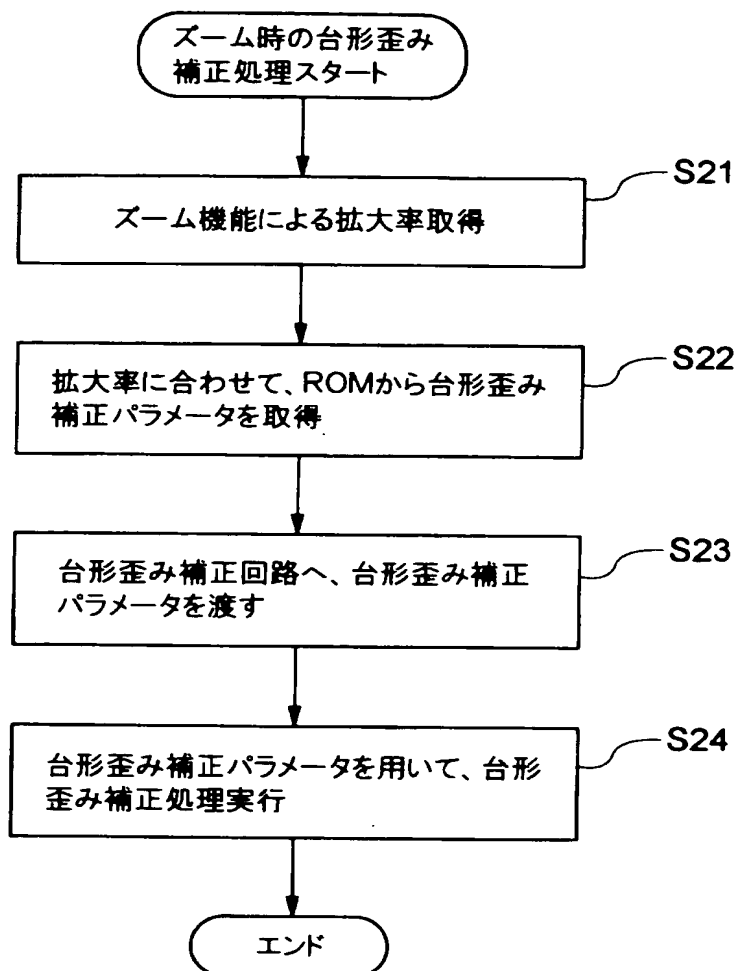 ズーム時の台形歪み
補正処理スタート
S21
ズーム機能による拡大率取得
S22
拡大率に合わせて、ROMから台形歪み
補正パラメータを取得
S23
台形歪み補正回路へ、台形歪み補正
パラメータを渡す
S24
台形歪み補正パラメータを用いて、台形
歪み補正処理実行
エンド